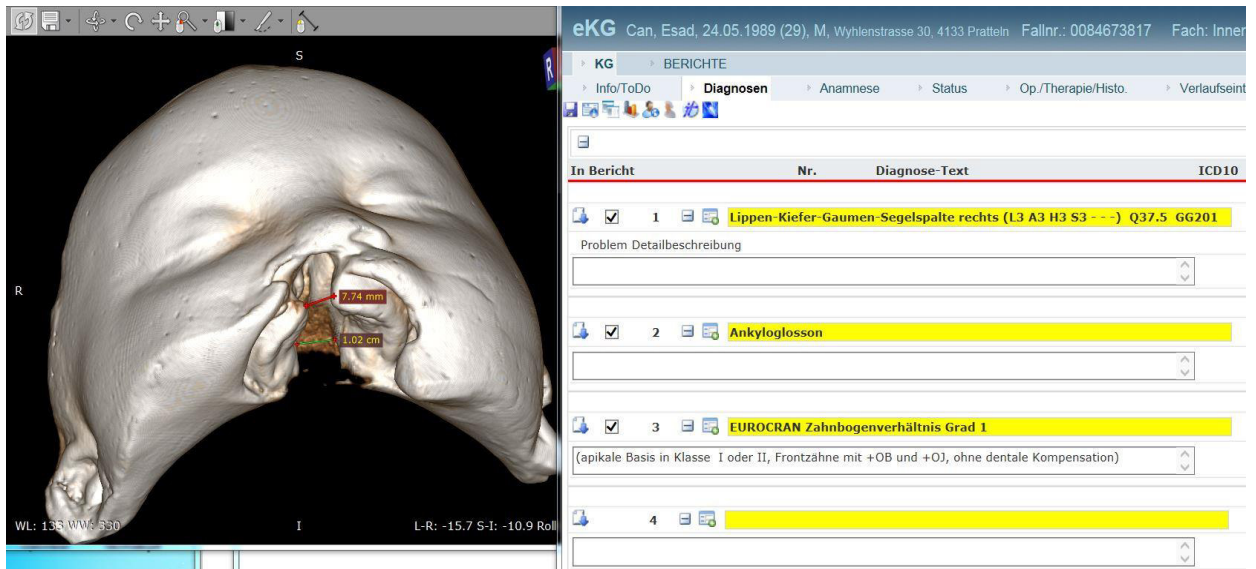 S
R
R
7.74 mm
1.02 cm
WL: 133 WW: 330
I
L-R: -15.7 S-I: -10.9 Roll
eKG Can, Esad, 24.05.1989 (29), M, Wyhlenstrasse 30, 4133 Pratteln Fallnr.: 0084673817 Fach: Inner
KG BERICHTE
Info/ToDo Diagnosen Anamnese Status Op./Therapie/Histo. Verlaufseint
In Bericht Nr. Diagnose-Text ICD10
1 Lippen-Kiefer-Gaumen-Segelspalte rechts (L3 A3 H3 S3 - - -) Q37.5 GG201
Problem Detailbeschreibung
2 Ankyloglosson
3 EUROCRAN Zahnbogenverhältnis Grad 1
(apikale Basis in Klasse I oder II, Frontzähne mit +OB und +OJ, ohne dentale Kompensation)
4